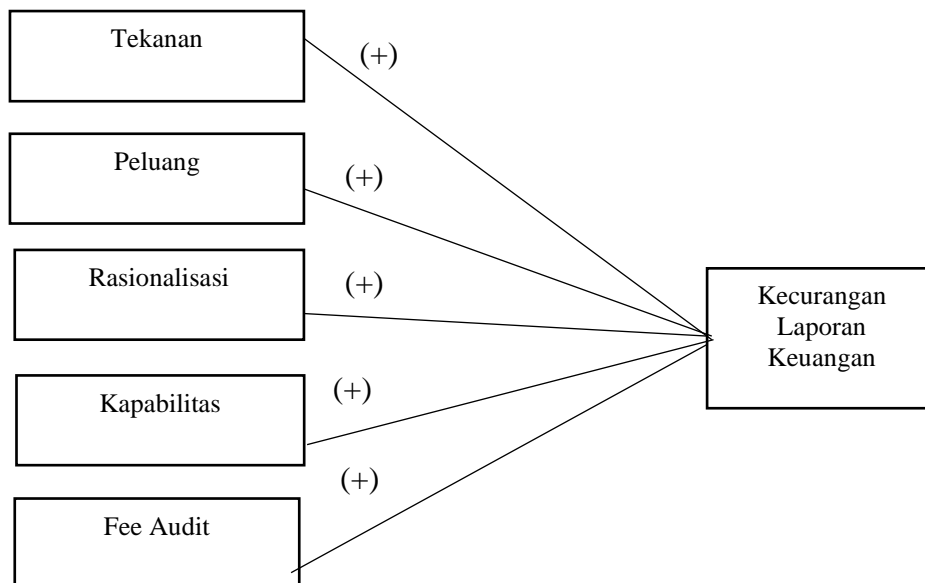 Tekanan
(+)
Peluang
(+)
Rasionalisasi
(+)
Kapabilitas
(+)
Fee Audit
(+)
Kecurangan
Laporan
Keuangan